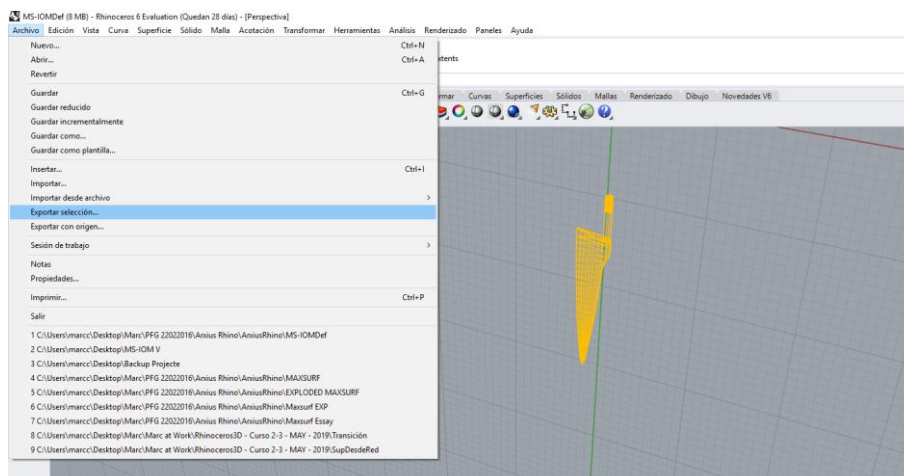 MS-IOMDef (8 MB) - Rhinoceros 6 Evaluation (Quedan 28 días) - [Perspectiva]
Archivo Edición Vista Curva Superficie Sólido Malla Acotación Transformar Herramientas Análisis Renderizado Paneles Ayuda
Nuevo... Ctrl+N
Abrir... Ctrl+A
xtents
Revertir
Guardar Ctrl+G
rmar Curvas Superficies Sólidos Mallas Renderizado Dibujo Novedades V6
Guardar reducido
Guardar incrementalmente
Guardar como...
Guardar como plantilla...
Insertar... Ctrl+I
Importar...
Importar desde archivo >
Exportar selección...
Exportar con origen...
Sesión de trabajo >
Notas
Propiedades...
Imprimir... Ctrl+P
Salir
1 C:\Users\marcc\Desktop\Marc\PFG 22022016\Anius Rhino\AniusRhino\MS-IOMDef
2 C:\Users\marcc\Desktop\MS-IOM V
3 C:\Users\marcc\Desktop\Backup Projecte
4 C:\Users\marcc\Desktop\Marc\PFG 22022016\Anius Rhino\AniusRhino\MAXSURF
5 C:\Users\marcc\Desktop\Marc\PFG 22022016\Anius Rhino\AniusRhino\EXPLODED MAXSURF
6 C:\Users\marcc\Desktop\Marc\PFG 22022016\Anius Rhino\AniusRhino\Maxsurf EXP
7 C:\Users\marcc\Desktop\Marc\PFG 22022016\Anius Rhino\AniusRhino\Maxsurf Essay
8 C:\Users\marcc\Desktop\Marc\Marc at Work\Rhinoceros3D - Curso 2-3 - MAY - 2019\Transición
9 C:\Users\marcc\Desktop\Marc\Marc at Work\Rhinoceros3D - Curso 2-3 - MAY - 2019\SupDesdeRed